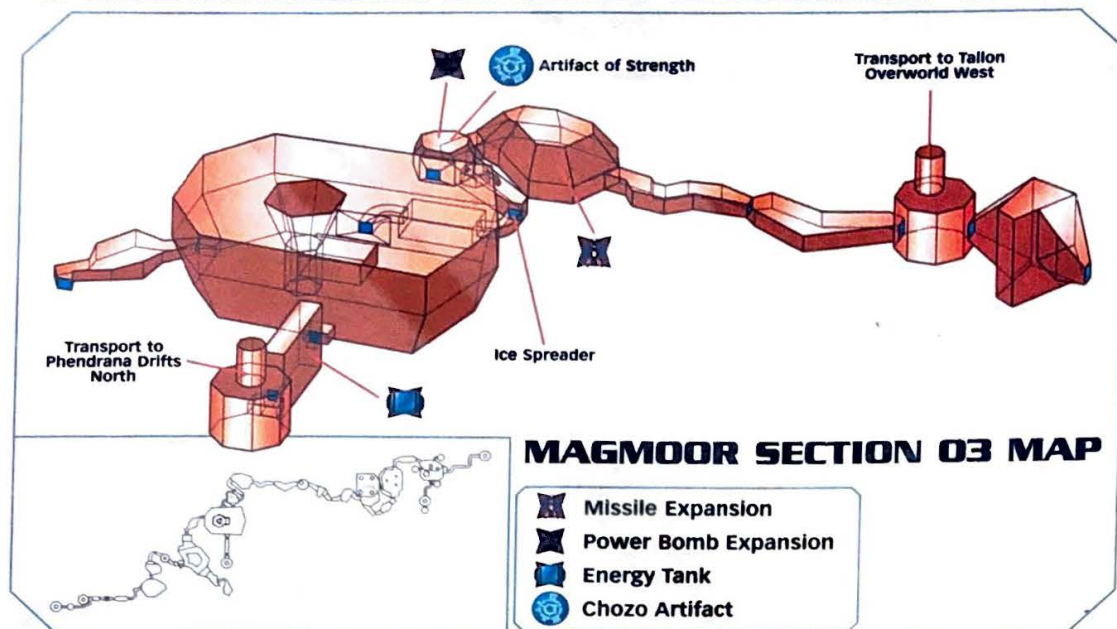 Artifact of Strength
Transport to Tallon
Overworld West
Transport to
Phendrana Drifts
North
Ice Spreader
MAGMOOR SECTION 03 MAP
Missile Expansion
Power Bomb Expansion
Energy Tank
Chozo Artifact